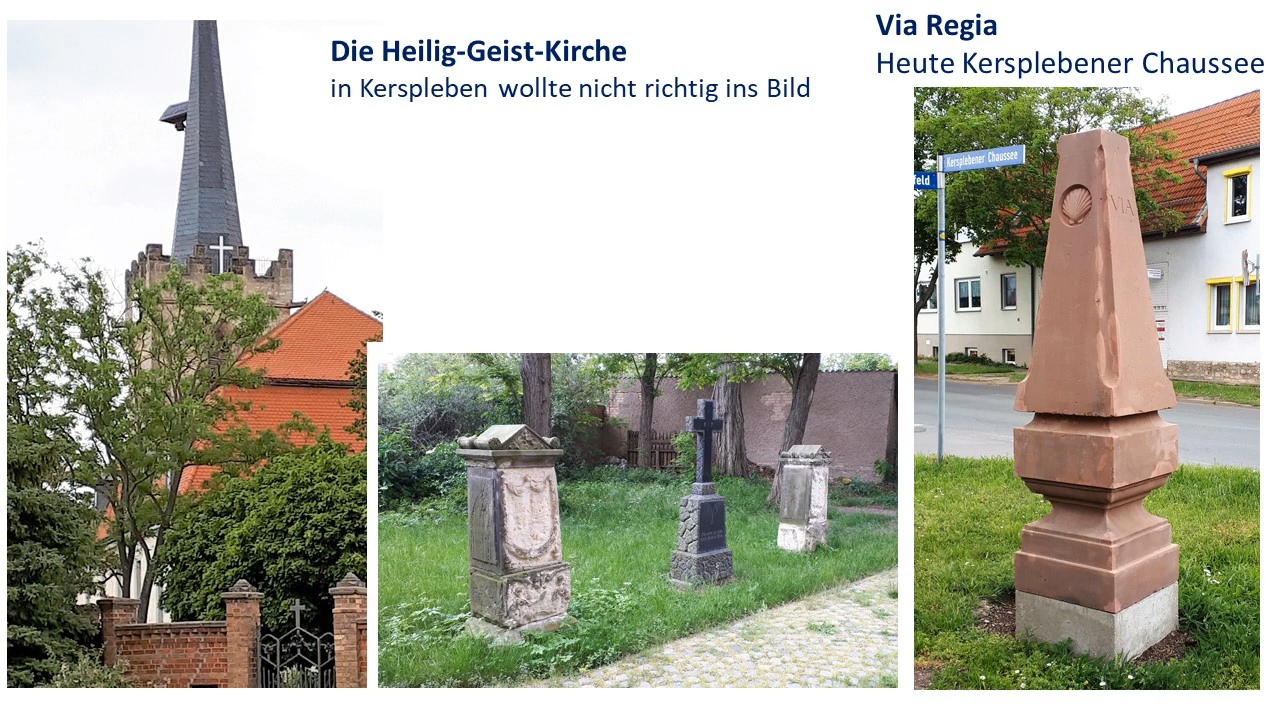 Die Heilig-Geist-Kirche
in Kerspleben wollte nicht richtig ins Bild
Via Regia
Heute Kersplebener Chaussee
Kersplebener Chaussee
feld
VIA